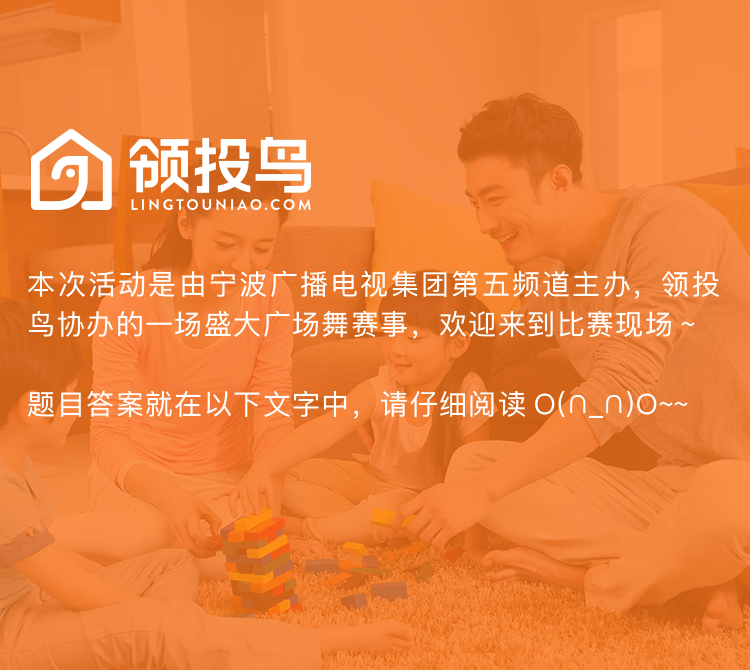 领投鸟
LINGTOUNIAO.COM
本次活动是由宁波广播电视集团第五频道主办，领投
鸟协办的一场盛大广场舞赛事，欢迎来到比赛现场 ~
题目答案就在以下文字中，请仔细阅读 O(∩_∩)O~~